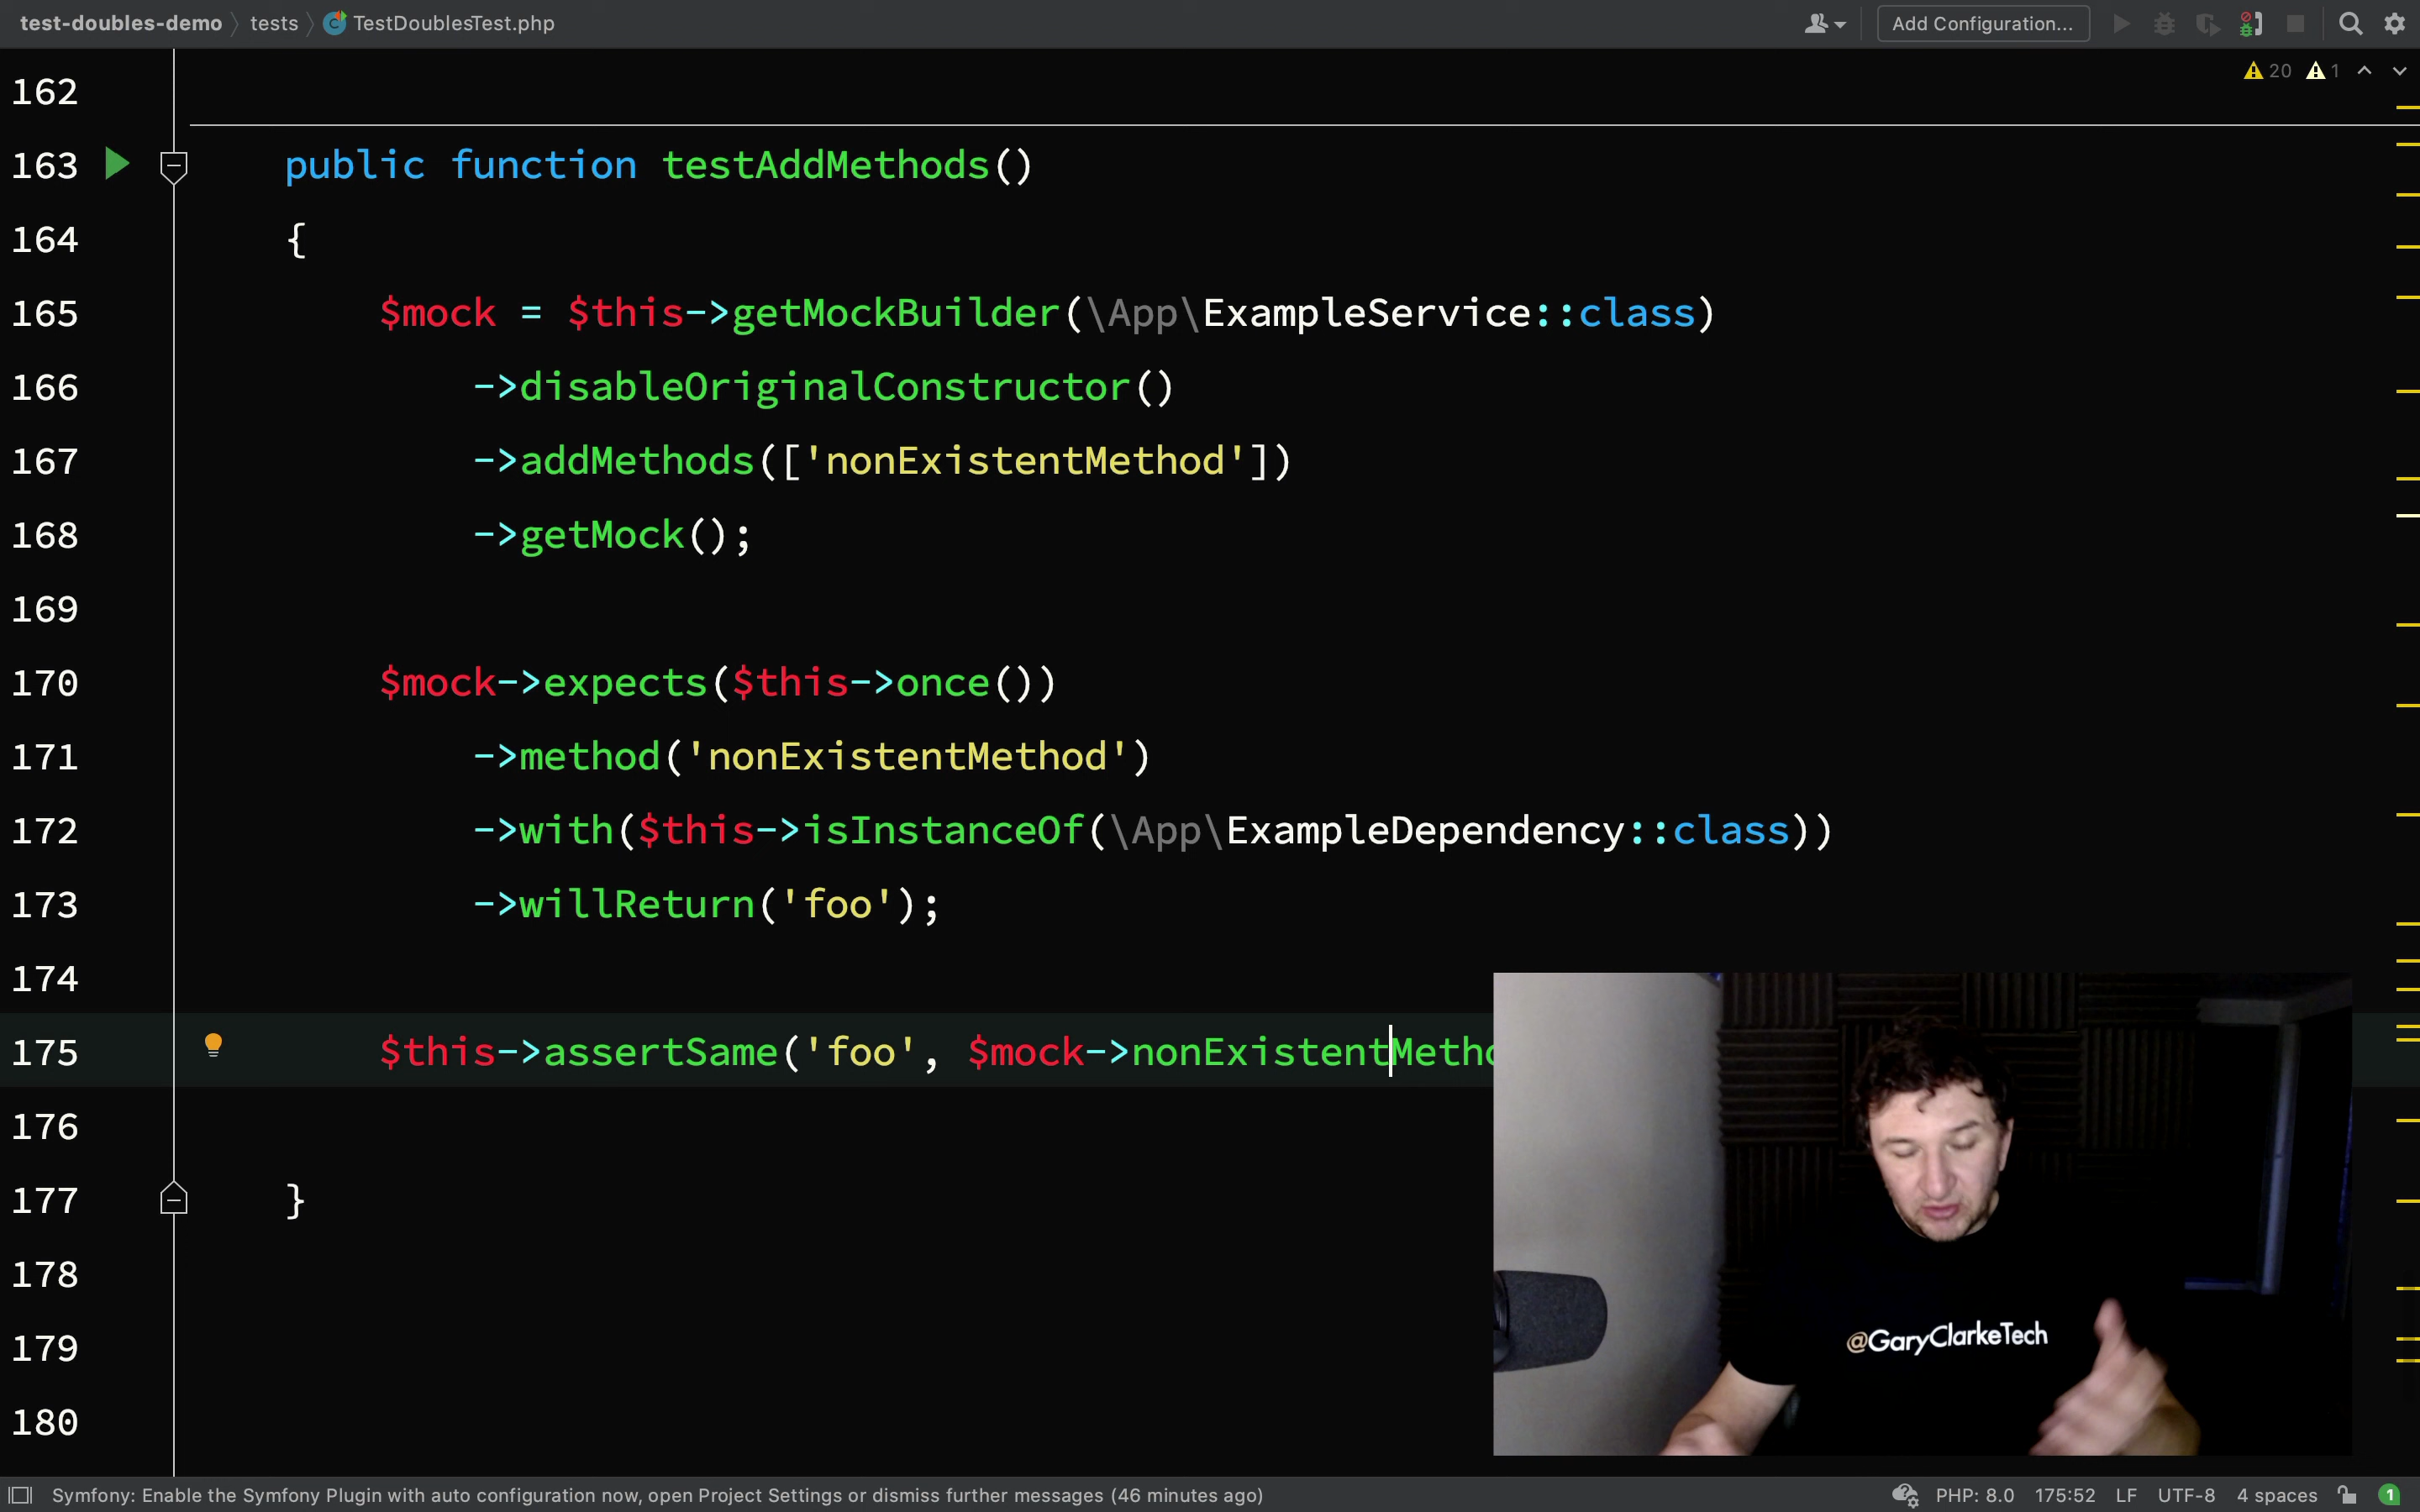 test-doubles-demo tests TestDoublesTest.php Add Configuration...
20 1
162
163 public function testAddMethods()
164 {
165 $mock = $this->getMockBuilder(\App\ExampleService::class)
166 ->disableOriginalConstructor()
167 ->addMethods(['nonExistentMethod'])
168 ->getMock();
169
170 $mock->expects($this->once())
171 ->method('nonExistentMethod')
172 ->with($this->isInstanceOf(\App\ExampleDependency::class))
173 ->willReturn('foo');
174
175 $this->assertSame('foo', $mock->nonExistentMetho
176
177 }
178
179
180
@GaryClarkeTech
Symfony: Enable the Symfony Plugin with auto configuration now, open Project Settings or dismiss further messages (46 minutes ago) PHP: 8.0 175:52 LF UTF-8 4 spaces 1